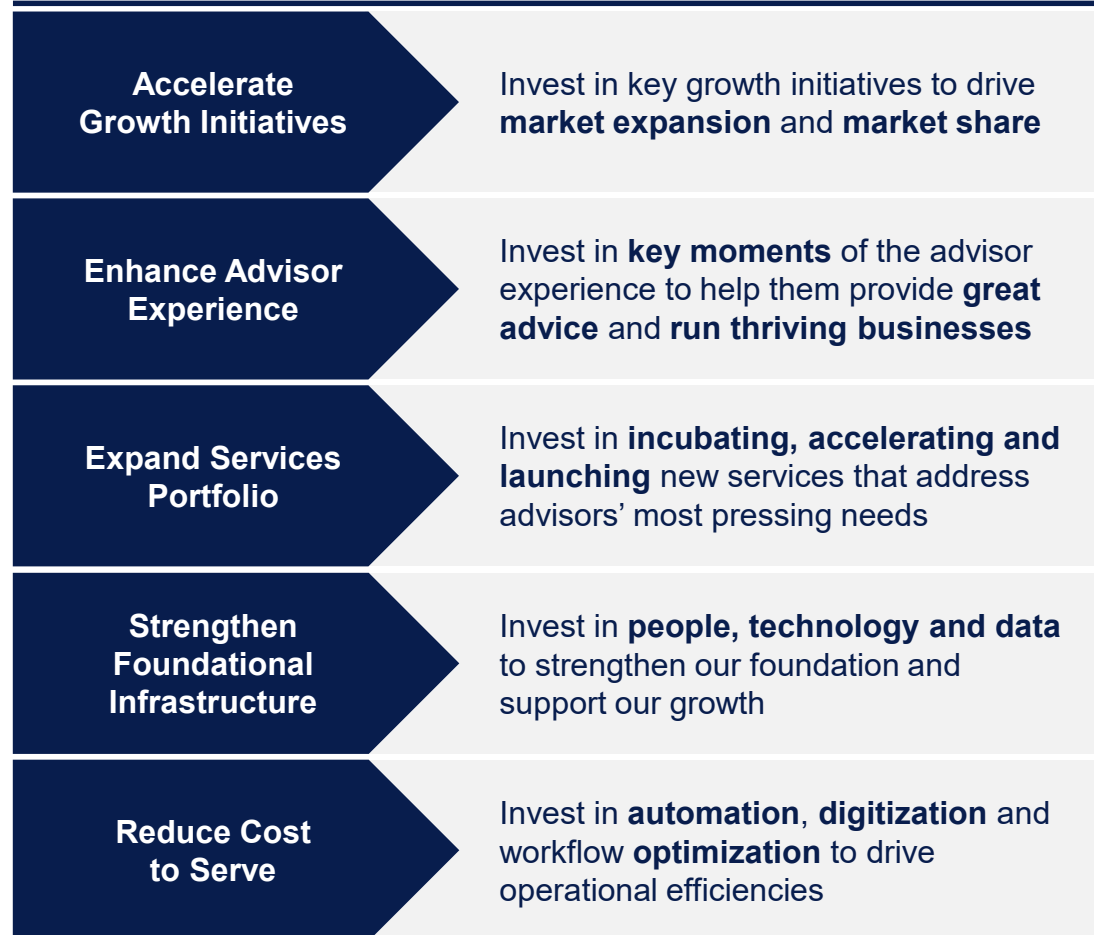 Accelerate
Growth Initiatives
Invest in key growth initiatives to drive
market expansion and market share
Enhance Advisor
Experience
Invest in key moments of the advisor
experience to help them provide great
advice and run thriving businesses
Expand Services
Portfolio
Invest in incubating, accelerating and
launching new services that address
advisors’ most pressing needs
Strengthen
Foundational
Infrastructure
Invest in people, technology and data
to strengthen our foundation and
support our growth
Reduce Cost
to Serve
Invest in automation, digitization and
workflow optimization to drive
operational efficiencies